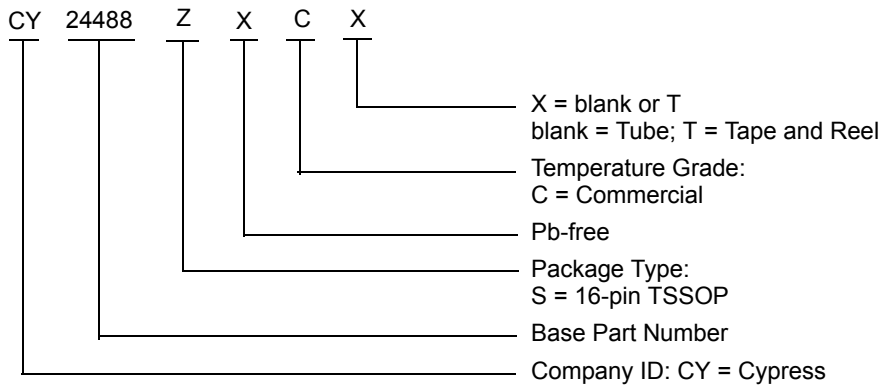 CY 24488 Z X C X
X = blank or T
blank = Tube; T = Tape and Reel
Temperature Grade:
C = Commercial
Pb-free
Package Type:
S = 16-pin TSSOP
Base Part Number
Company ID: CY = Cypress